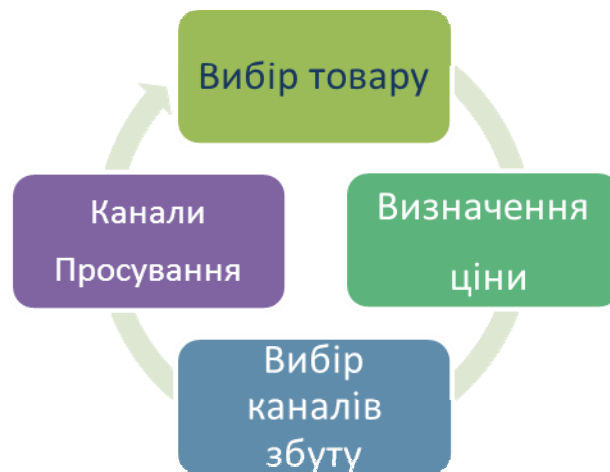 Вибір товару
Визначення
ціни
Вибір
каналів
збуту
Канали
Просування